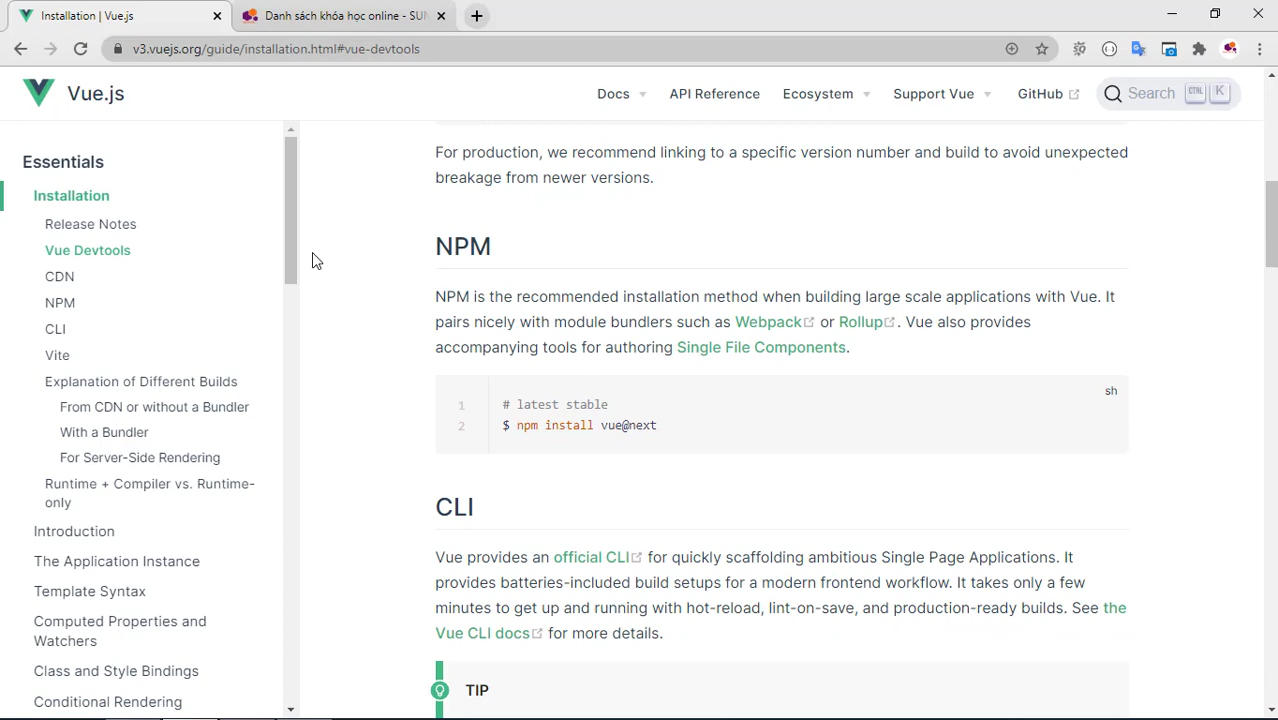 Installation | Vue.js
Danh sách khóa học online - SUN
v3.vuejs.org/guide/installation.html#vue-devtools
Vue.js
Docs
API Reference
Ecosystem
Support Vue
GitHub
Search
CTRL
K
Essentials
Installation
Release Notes
Vue Devtools
CDN
NPM
CLI
Vite
Explanation of Different Builds
From CDN or without a Bundler
With a Bundler
For Server-Side Rendering
Runtime + Compiler vs. Runtime-
only
Introduction
The Application Instance
Template Syntax
Computed Properties and
Watchers
Class and Style Bindings
Conditional Rendering
For production, we recommend linking to a specific version number and build to avoid unexpected
breakage from newer versions.
NPM
NPM is the recommended installation method when building large scale applications with Vue. It
pairs nicely with module bundlers such as Webpack or Rollup. Vue also provides
accompanying tools for authoring Single File Components.
sh
1 # latest stable
2 $ npm install vue@next
CLI
Vue provides an official CLI for quickly scaffolding ambitious Single Page Applications. It
provides batteries-included build setups for a modern frontend workflow. It takes only a few
minutes to get up and running with hot-reload, lint-on-save, and production-ready builds. See the
Vue CLI docs for more details.
TIP